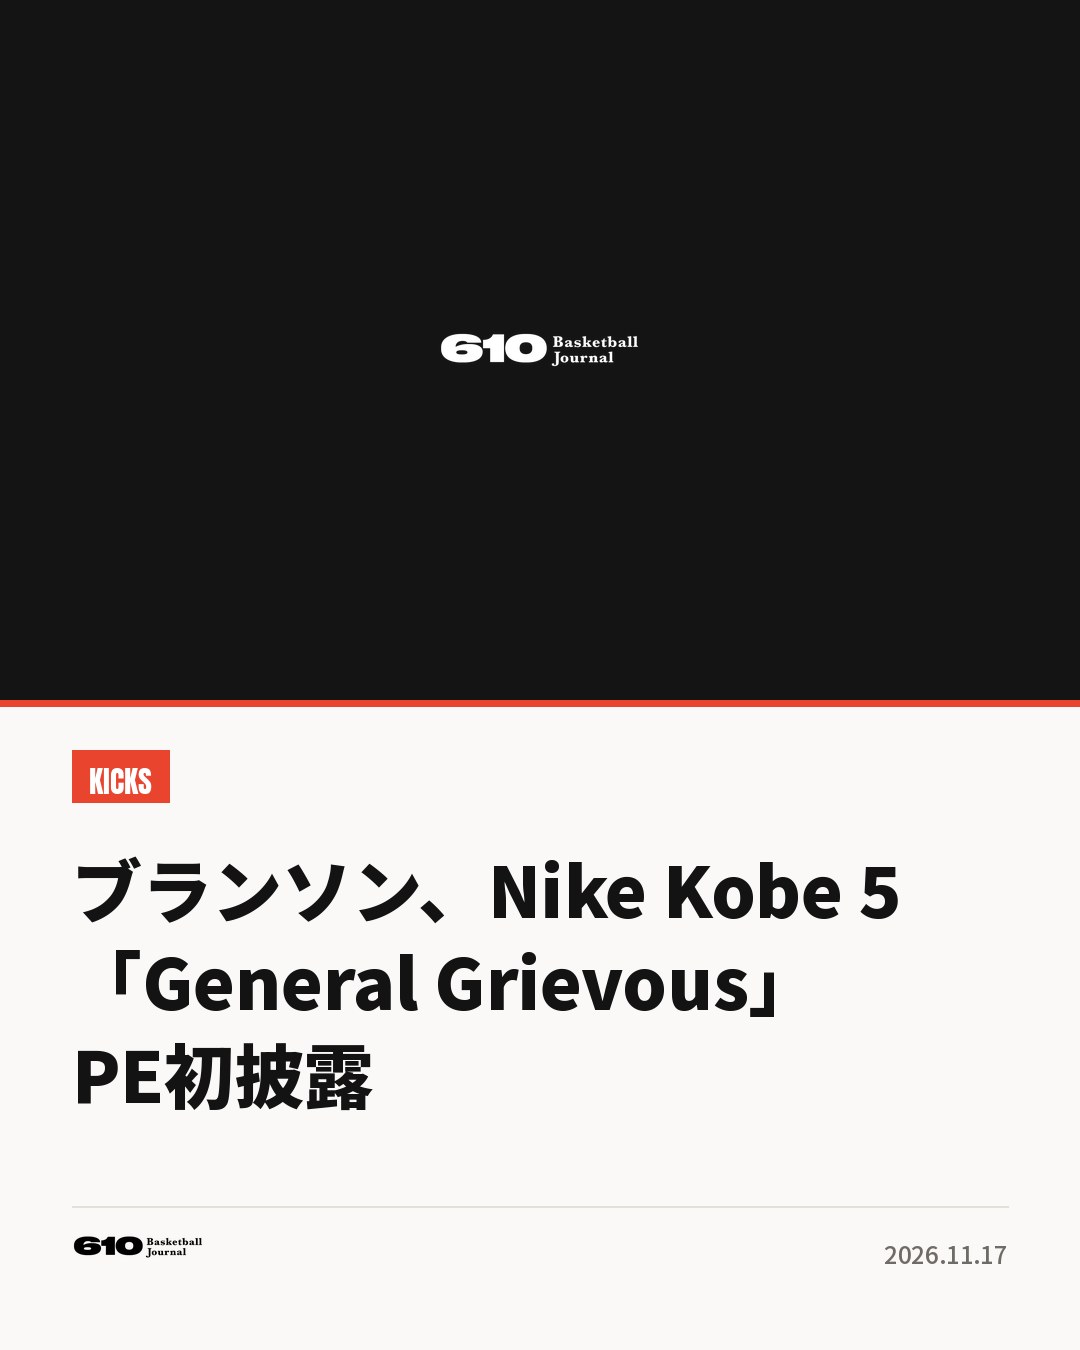 610 Basketball
Journal
KICKS
ブランソン、Nike Kobe 5
「General Grievous」
PE初披露
610 Basketball
Journal
2026.11.17